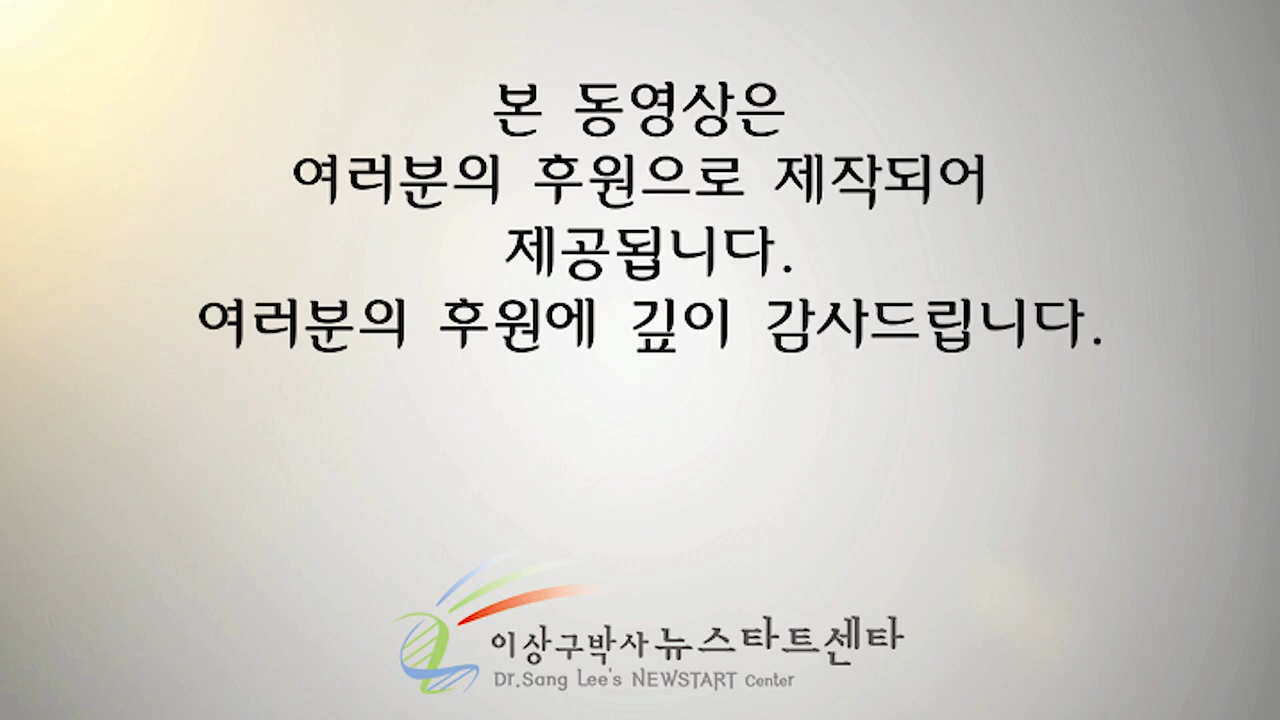 본 동영상은
여러분의 후원으로 제작되어
제공됩니다.
여러분의 후원에 깊이 감사드립니다.
이상구박사 뉴스타트센타
Dr.Sang Lee's NEWSTART Center